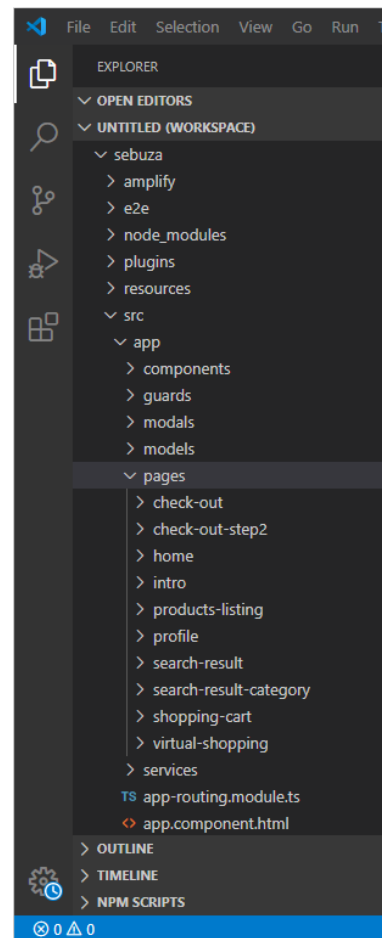 File Edit Selection View Go Run
EXPLORER
OPEN EDITORS
UNTITLED (WORKSPACE)
sebuza
amplify
e2e
node_modules
plugins
resources
src
app
components
guards
modals
models
pages
check-out
check-out-step2
home
intro
products-listing
profile
search-result
search-result-category
shopping-cart
virtual-shopping
services
TS app-routing.module.ts
<> app.component.html
OUTLINE
TIMELINE
NPM SCRIPTS
0 0